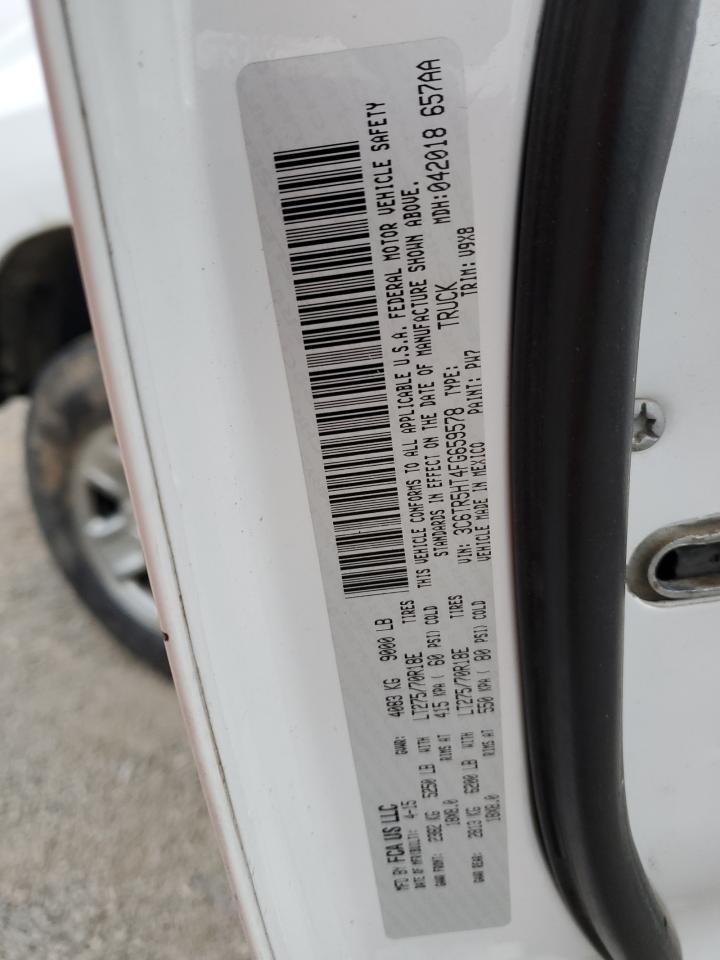 MFD BY: FCA US LLC
DATE OF MFR(BUILT): 4-15 GVWR: 4083 KG 9000 LB
GAWR FRONT: 2382 KG 5250 LB WITH LT275/70R18E TIRES
18X8.0 RIMS AT 415 KPA ( 60 PSI) COLD
GAWR REAR: 2813 KG 6200 LB WITH LT275/70R18E TIRES
18X8.0 RIMS AT 550 KPA ( 80 PSI) COLD
THIS VEHICLE CONFORMS TO ALL APPLICABLE U.S.A. FEDERAL MOTOR VEHICLE SAFETY
STANDARDS IN EFFECT ON THE DATE OF MANUFACTURE SHOWN ABOVE.
MDH:042018 657AA
VIN: 3C6TR5HT4FG659578 TYPE: TRUCK
VEHICLE MADE IN MEXICO PAINT: PW7 TRIM: V9X8